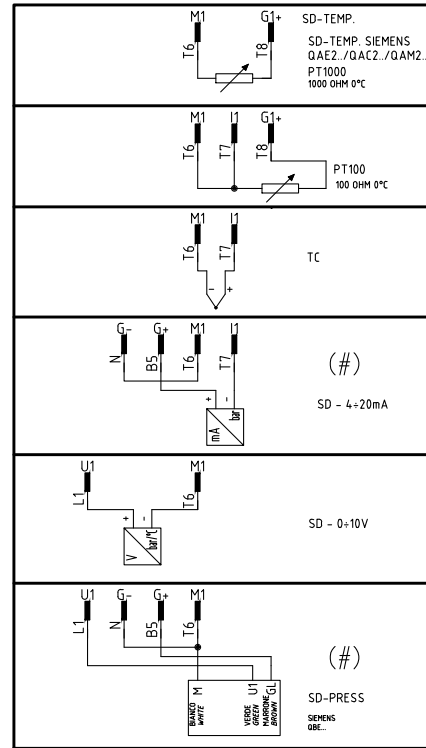 M1 G1+ SD-TEMP.
T6 T8 SD-TEMP. SIEMENS
QAE2../QAC2../QAM2..
PT1000
1000 OHM 0°C
M1 I1 G1+
T6 T7 T8
PT100
100 OHM 0°C
M1 I1
T6 T7
- +
TC
G- G+ M1 I1
N B5 T6 T7
(#)
+ -
mA bar
SD - 4÷20mA
U1 M1
L1 T6
+ -
V bar/°C
SD - 0÷10V
U1 G- G+ M1
L1 N B5 T6
(#)
M U1 GL
BIANCO VERDE MARRONE
WHITE GREEN BROWN
SD-PRESS
SIEMENS
QBE...